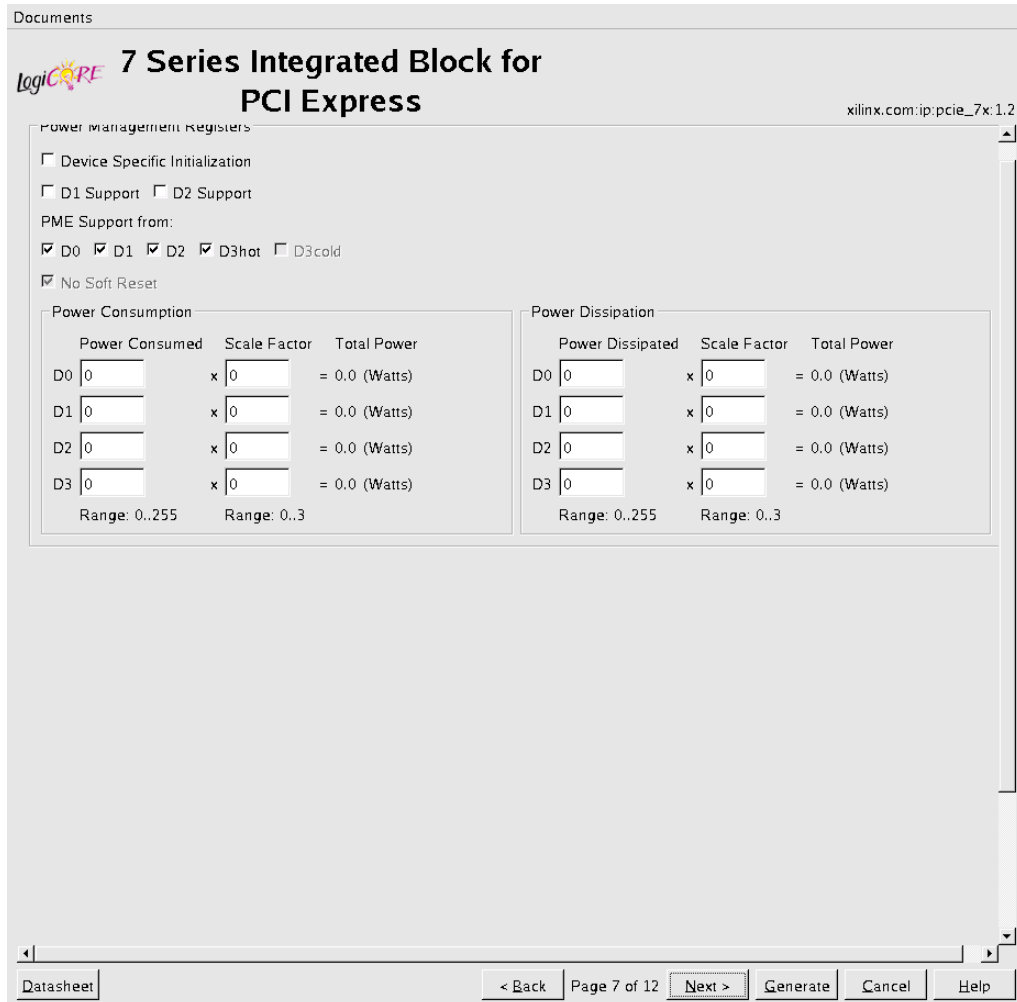 Documents
LogiCORE
7 Series Integrated Block for
PCI Express
xilinx.com:ip:pcie_7x:1.2
Power Management Registers
Device Specific Initialization
D1 Support D2 Support
PME Support from:
D0 D1 D2 D3hot D3cold
No Soft Reset
Power Consumption Power Dissipation
Power Consumed Scale Factor Total Power Power Dissipated Scale Factor Total Power
D0 0 x 0 = 0.0 (Watts) D0 0 x 0 = 0.0 (Watts)
D1 0 x 0 = 0.0 (Watts) D1 0 x 0 = 0.0 (Watts)
D2 0 x 0 = 0.0 (Watts) D2 0 x 0 = 0.0 (Watts)
D3 0 x 0 = 0.0 (Watts) D3 0 x 0 = 0.0 (Watts)
Range: 0..255 Range: 0..3 Range: 0..255 Range: 0..3
Datasheet < Back Page 7 of 12 Next > Generate Cancel Help